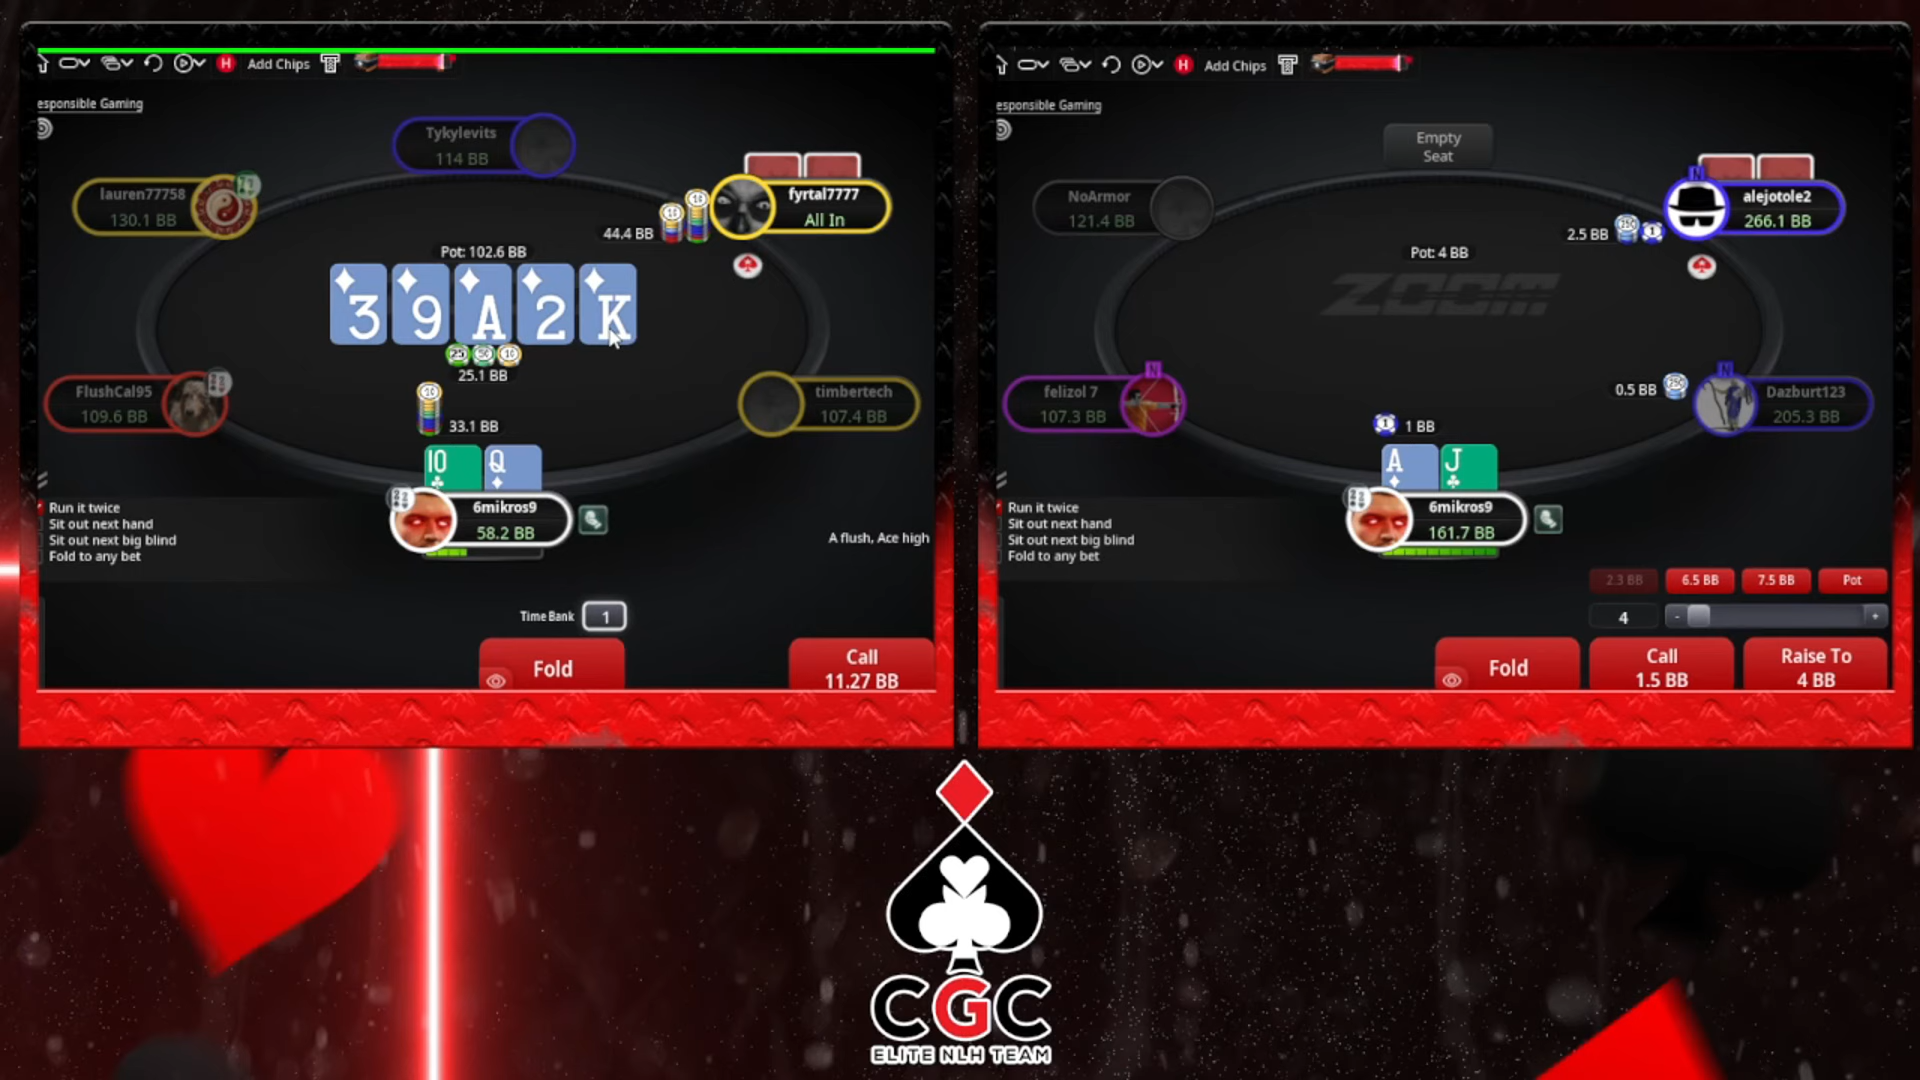 Add Chips
esponsible Gaming
Tykylevits
114 BB
lauren77758
130.1 BB
fyrtal7777
All In
44.4 BB
Pot: 102.6 BB
3 9 A 2 K
25.1 BB
FlushCal95
109.6 BB
timbertech
107.4 BB
33.1 BB
10 Q
6mikros9
58.2 BB
Run it twice
Sit out next hand
Sit out next big blind
Fold to any bet
A flush, Ace high
Time Bank 1
Fold
Call
11.27 BB
Add Chips
esponsible Gaming
Empty
Seat
NoArmor
121.4 BB
N
alejotole2
266.1 BB
2.5 BB
Pot: 4 BB
ZOOM
N
felizol 7
107.3 BB
0.5 BB
N
Dazburt123
205.3 BB
1 BB
A J
6mikros9
161.7 BB
Run it twice
Sit out next hand
Sit out next big blind
Fold to any bet
2.3 BB 6.5 BB 7.5 BB Pot
4 - +
Fold
Call
1.5 BB
Raise To
4 BB
CGC
ELITE NLH TEAM